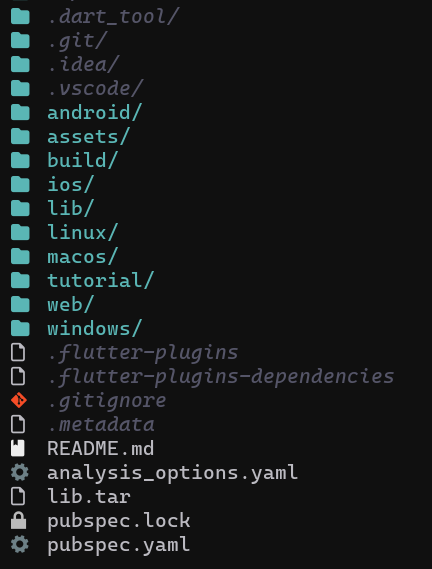 .dart_tool/
.git/
.idea/
.vscode/
android/
assets/
build/
ios/
lib/
linux/
macos/
tutorial/
web/
windows/
.flutter-plugins
.flutter-plugins-dependencies
.gitignore
.metadata
README.md
analysis_options.yaml
lib.tar
pubspec.lock
pubspec.yaml